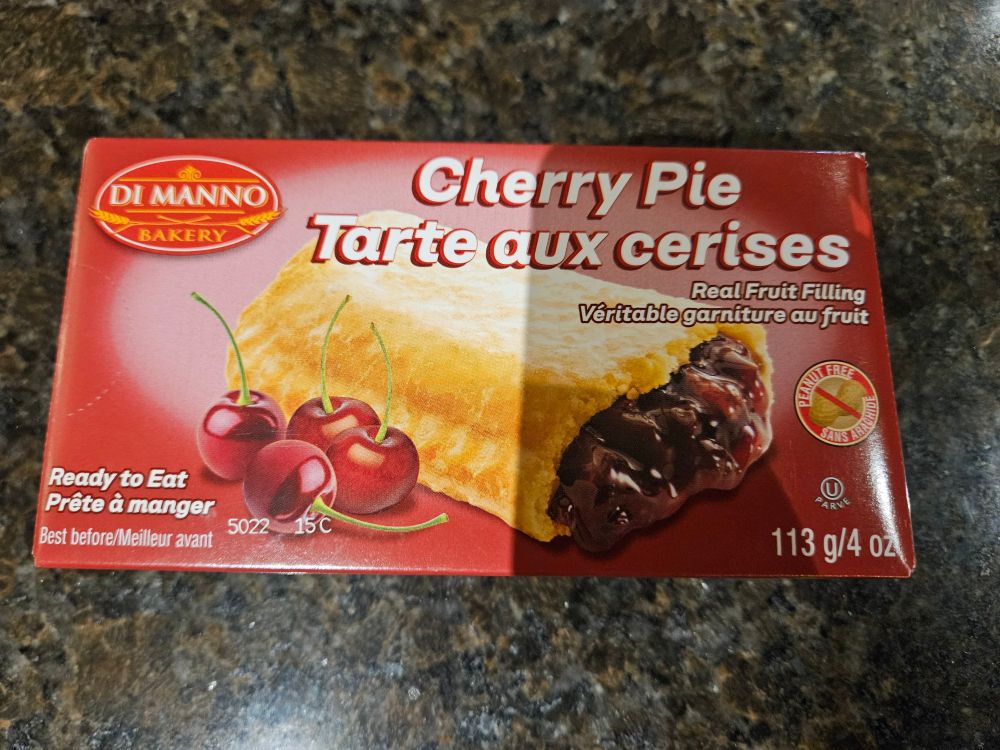 DI MANNO
BAKERY
Cherry Pie
Tarte aux cerises
Real Fruit Filling
Véritable garniture au fruit
PEANUT FREE
SANS ARACHIDE
U
PARVE
Ready to Eat
Prête à manger
Best before/Meilleur avant 5022 15C
113 g/4 oz